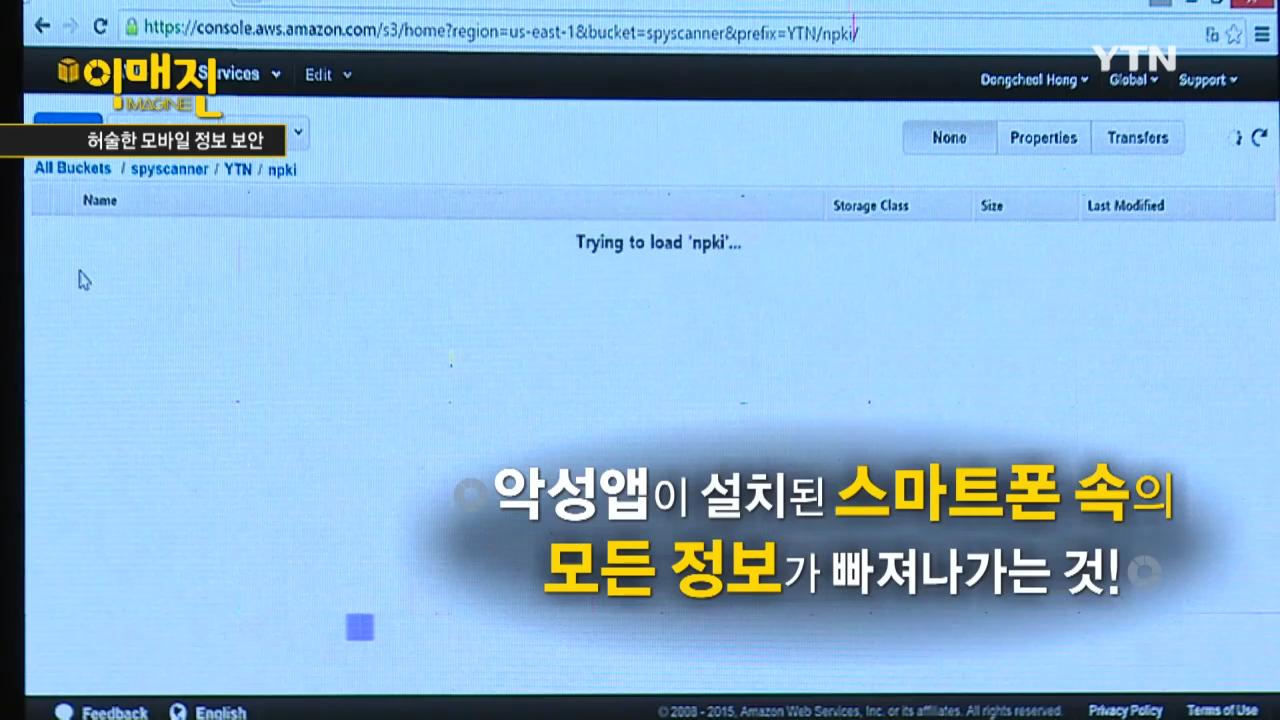 https://console.aws.amazon.com/s3/home?region=us-east-1&bucket=spyscanner&prefix=YTN/npki/
YTN
이매진
IMAGINE
Services
Edit
Dongcheol Hong
Global
Support
허술한 모바일 정보 보안
None
Properties
Transfers
All Buckets / spyscanner / YTN / npki
Name
Storage Class
Size
Last Modified
Trying to load 'npki'...
악성앱이 설치된 스마트폰 속의
모든 정보가 빠져나가는 것!
Feedback
English
© 2008 - 2015, Amazon Web Services, Inc. or its affiliates. All rights reserved.
Privacy Policy
Terms of Use